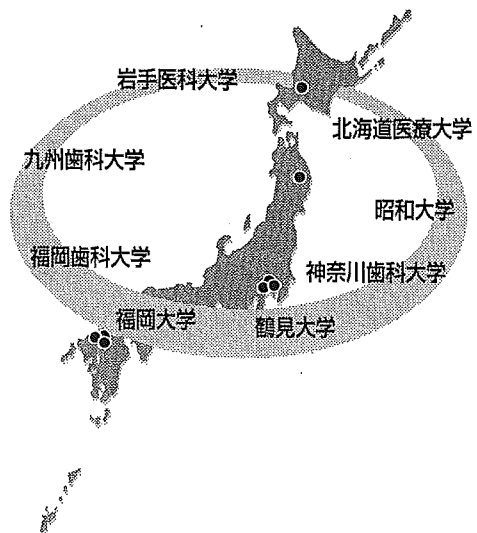 岩手医科大学
北海道医療大学
九州歯科大学
昭和大学
福岡歯科大学
神奈川歯科大学
福岡大学
鶴見大学